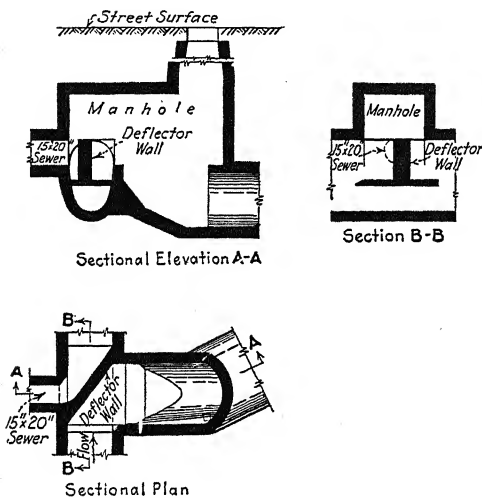 Street Surface
Manhole
15"x20"
Sewer
Deflector
Wall
Sectional Elevation A-A
Manhole
15"x20"
Sewer
Deflector
Wall
Section B-B
B
A
A
15"x20"
Sewer
Deflector
Wall
Flow
B
Sectional Plan